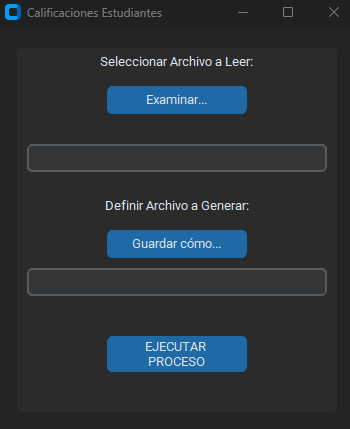 Calificaciones Estudiantes
Seleccionar Archivo a Leer:
Examinar...
Definir Archivo a Generar:
Guardar cómo...
EJECUTAR
PROCESO